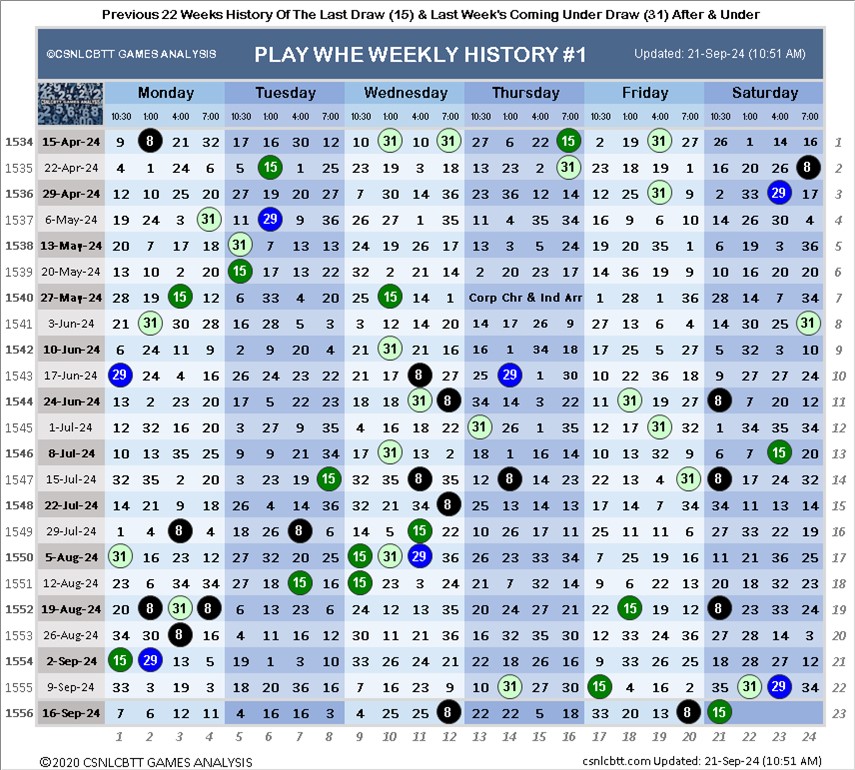 Previous 22 Weeks History Of The Last Draw (15) & Last Week's Coming Under Draw (31) After & Under
©CSNLCBTT GAMES ANALYSIS PLAY WHE WEEKLY HISTORY #1 Updated: 21-Sep-24 (10:51 AM)
Monday Tuesday Wednesday Thursday Friday Saturday
10:30 1:00 4:00 7:00 10:30 1:00 4:00 7:00 10:30 1:00 4:00 7:00 10:30 1:00 4:00 7:00 10:30 1:00 4:00 7:00 10:30 1:00 4:00 7:00
1534 15-Apr-24 9 8 21 32 17 16 30 12 10 31 10 31 27 6 22 15 2 19 31 27 26 1 14 16 1
1535 22-Apr-24 4 1 24 6 5 15 1 25 23 19 3 18 13 23 2 31 23 18 19 1 16 20 26 8 2
1536 29-Apr-24 12 10 25 20 27 19 20 27 7 30 14 36 23 36 12 14 12 24 31 9 2 33 29 17 3
1537 6-May-24 19 24 3 31 11 29 9 36 26 27 1 35 11 4 35 34 16 9 6 10 14 26 30 4 4
1538 13-May-24 20 7 17 18 31 7 13 13 24 19 26 17 13 3 5 24 19 20 35 1 6 19 3 36 5
1539 20-May-24 13 10 2 20 15 17 13 22 32 2 21 14 2 20 23 17 14 36 19 9 10 16 20 20 6
1540 27-May-24 28 19 15 12 6 33 4 20 25 15 14 1 Corp Chr & Ind Arr 1 28 1 36 28 14 7 34 7
1541 3-Jun-24 21 31 30 28 16 28 5 3 3 12 14 20 14 17 26 9 27 13 6 4 14 30 25 31 8
1542 10-Jun-24 6 24 11 9 2 9 20 4 21 31 21 16 16 1 34 18 17 25 5 27 5 32 3 10 9
1543 17-Jun-24 29 24 4 16 26 24 23 22 21 17 8 27 25 29 1 30 10 22 36 18 9 27 27 24 10
1544 24-Jun-24 13 2 23 20 17 5 22 23 18 18 31 8 34 14 3 22 18 31 19 27 8 7 20 12 11
1545 1-Jul-24 12 32 16 20 3 27 9 35 4 16 18 22 31 26 1 35 12 17 31 32 1 34 35 34 12
1546 8-Jul-24 10 13 35 25 9 9 21 34 17 31 13 2 18 1 16 14 10 13 32 9 6 7 15 20 13
1547 15-Jul-24 32 35 2 20 3 23 19 15 32 35 8 35 14 8 14 23 22 13 4 31 8 17 14 22 14
1548 22-Jul-24 14 21 9 18 26 4 14 36 32 21 34 8 25 13 14 13 17 14 7 34 34 11 13 14 15
1549 29-Jul-24 1 4 8 4 18 26 8 6 14 5 15 22 10 26 17 11 25 11 11 6 27 33 22 19 16
1550 5-Aug-24 31 16 23 12 27 32 20 25 15 31 29 36 26 23 33 34 7 25 19 16 11 21 36 25 17
1551 12-Aug-24 23 6 34 34 27 18 15 16 15 23 3 24 21 7 32 14 9 6 22 13 20 18 32 23 18
1552 19-Aug-24 20 8 31 8 6 13 23 6 24 12 13 35 20 24 27 21 22 15 19 12 8 23 33 24 19
1553 26-Aug-24 34 30 8 16 4 11 16 12 30 11 21 36 16 32 35 30 12 33 24 36 27 28 14 3 20
1554 2-Sep-24 15 29 13 5 19 1 3 10 33 26 24 21 22 18 26 16 9 33 26 25 18 28 27 12 21
1555 9-Sep-24 33 3 19 3 18 20 36 16 7 16 23 9 10 31 27 30 15 4 16 2 35 31 29 34 22
1556 16-Sep-24 7 6 12 11 4 16 16 3 4 25 25 8 22 22 5 18 33 20 13 8 15 23
1 2 3 4 5 6 7 8 9 10 11 12 13 14 15 16 17 18 19 20 21 22 23 24
©2020 CSNLCBTT GAMES ANALYSIS csnlcbtt.com Updated: 21-Sep-24 (10:51 AM)